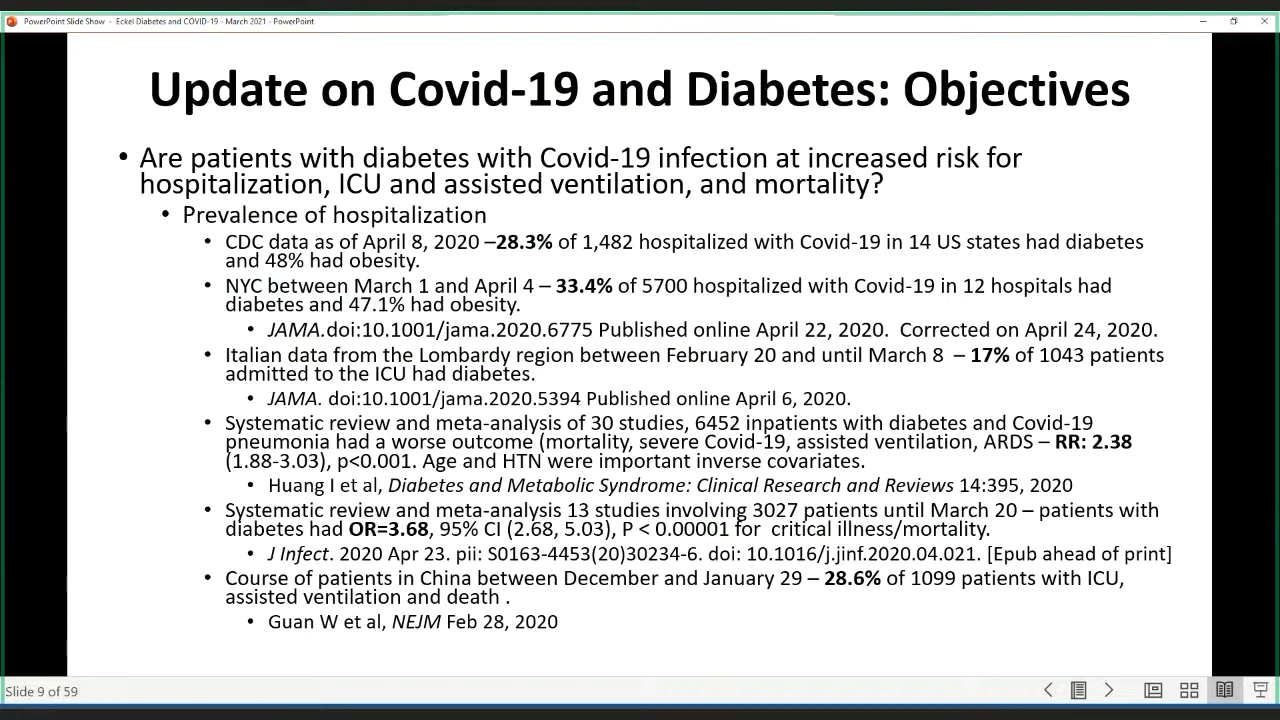 PowerPoint Slide Show - Eckel Diabetes and COVID-19 - March 2021 - PowerPoint
Update on Covid-19 and Diabetes: Objectives
• Are patients with diabetes with Covid-19 infection at increased risk for
hospitalization, ICU and assisted ventilation, and mortality?
• Prevalence of hospitalization
• CDC data as of April 8, 2020 –28.3% of 1,482 hospitalized with Covid-19 in 14 US states had diabetes
and 48% had obesity.
• NYC between March 1 and April 4 – 33.4% of 5700 hospitalized with Covid-19 in 12 hospitals had
diabetes and 47.1% had obesity.
• JAMA.doi:10.1001/jama.2020.6775 Published online April 22, 2020.  Corrected on April 24, 2020.
• Italian data from the Lombardy region between February 20 and until March 8  – 17% of 1043 patients
admitted to the ICU had diabetes.
• JAMA. doi:10.1001/jama.2020.5394 Published online April 6, 2020.
• Systematic review and meta-analysis of 30 studies, 6452 inpatients with diabetes and Covid-19
pneumonia had a worse outcome (mortality, severe Covid-19, assisted ventilation, ARDS – RR: 2.38
(1.88-3.03), p<0.001. Age and HTN were important inverse covariates.
• Huang I et al, Diabetes and Metabolic Syndrome: Clinical Research and Reviews 14:395, 2020
• Systematic review and meta-analysis 13 studies involving 3027 patients until March 20 – patients with
diabetes had OR=3.68, 95% CI (2.68, 5.03), P < 0.00001 for  critical illness/mortality.
• J Infect. 2020 Apr 23. pii: S0163-4453(20)30234-6. doi: 10.1016/j.jinf.2020.04.021. [Epub ahead of print]
• Course of patients in China between December and January 29 – 28.6% of 1099 patients with ICU,
assisted ventilation and death .
• Guan W et al, NEJM Feb 28, 2020
Slide 9 of 59